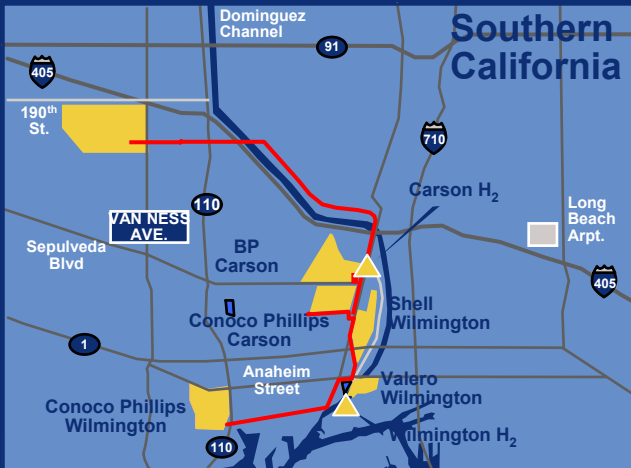 Dominguez
Channel
Southern
California
91
405
190th
St.
710
Carson H2
110
VAN NESS
AVE.
Long
Beach
Arpt.
Sepulveda
Blvd
BP
Carson
405
Shell
Wilmington
Conoco Phillips
Carson
1
Anaheim
Street
Valero
Wilmington
Conoco Phillips
Wilmington
Wilmington H2
110